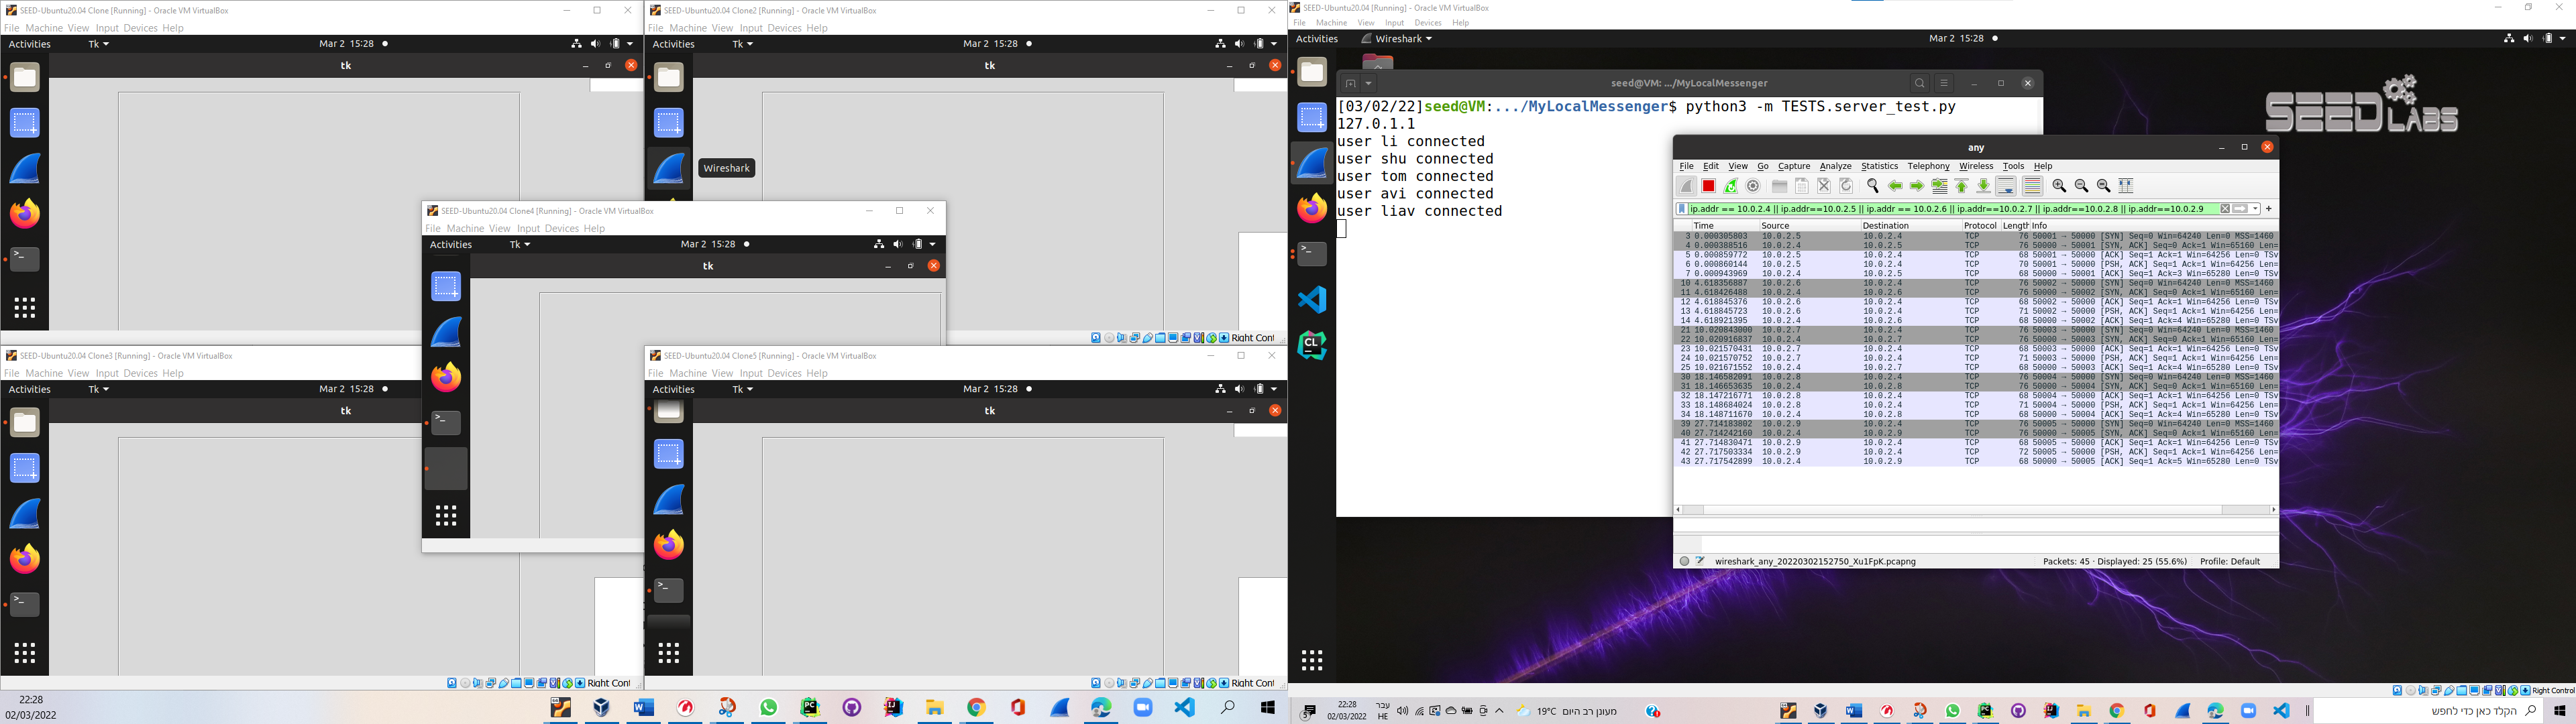 SEED-Ubuntu20.04 Clone [Running] - Oracle VM VirtualBox
File Machine View Input Devices Help
Activities Tk Mar 2 15:28
tk
SEED-Ubuntu20.04 Clone2 [Running] - Oracle VM VirtualBox
File Machine View Input Devices Help
Activities Tk Mar 2 15:28
tk
Wireshark
Right Cont
SEED-Ubuntu20.04 Clone4 [Running] - Oracle VM VirtualBox
File Machine View Input Devices Help
Activities Tk Mar 2 15:28
tk
SEED-Ubuntu20.04 Clone3 [Running] - Oracle VM VirtualBox
File Machine View Input Devices Help
Activities Tk Mar 2 15:28
tk
Right Cont
SEED-Ubuntu20.04 Clone5 [Running] - Oracle VM VirtualBox
File Machine View Input Devices Help
Activities Tk Mar 2 15:28
tk
Right Cont
22:28
02/03/2022
SEED-Ubuntu20.04 [Running] - Oracle VM VirtualBox
File Machine View Input Devices Help
Activities Wireshark Mar 2 15:28
SEED LABS
seed@VM: .../MyLocalMessenger
[03/02/22]seed@VM:.../MyLocalMessenger$ python3 -m TESTS.server_test.py
127.0.1.1
user li connected
user shu connected
user tom connected
user avi connected
user liav connected
any
File Edit View Go Capture Analyze Statistics Telephony Wireless Tools Help
ip.addr == 10.0.2.4 || ip.addr==10.0.2.5 || ip.addr == 10.0.2.6 || ip.addr==10.0.2.7 || ip.addr==10.0.2.8 || ip.addr==10.0.2.9
Time Source Destination Protocol Length Info
3 0.000305803 10.0.2.5 10.0.2.4 TCP 76 50001 → 50000 [SYN] Seq=0 Win=64240 Len=0 MSS=1460
4 0.000388516 10.0.2.4 10.0.2.5 TCP 76 50000 → 50001 [SYN, ACK] Seq=0 Ack=1 Win=65160 Len=
5 0.000859772 10.0.2.5 10.0.2.4 TCP 68 50001 → 50000 [ACK] Seq=1 Ack=1 Win=64256 Len=0 TSv
6 0.000860144 10.0.2.5 10.0.2.4 TCP 70 50001 → 50000 [PSH, ACK] Seq=1 Ack=1 Win=64256 Len=
7 0.000943969 10.0.2.4 10.0.2.5 TCP 68 50000 → 50001 [ACK] Seq=1 Ack=3 Win=65280 Len=0 TSv
10 4.618356887 10.0.2.6 10.0.2.4 TCP 76 50002 → 50000 [SYN] Seq=0 Win=64240 Len=0 MSS=1460
11 4.618426488 10.0.2.4 10.0.2.6 TCP 76 50000 → 50002 [SYN, ACK] Seq=0 Ack=1 Win=65160 Len=
12 4.618845376 10.0.2.6 10.0.2.4 TCP 68 50002 → 50000 [ACK] Seq=1 Ack=1 Win=64256 Len=0 TSv
13 4.618845723 10.0.2.6 10.0.2.4 TCP 71 50002 → 50000 [PSH, ACK] Seq=1 Ack=1 Win=64256 Len=
14 4.618921395 10.0.2.4 10.0.2.6 TCP 68 50000 → 50002 [ACK] Seq=1 Ack=4 Win=65280 Len=0 TSv
21 10.020843000 10.0.2.7 10.0.2.4 TCP 76 50003 → 50000 [SYN] Seq=0 Win=64240 Len=0 MSS=1460
22 10.020916837 10.0.2.4 10.0.2.7 TCP 76 50000 → 50003 [SYN, ACK] Seq=0 Ack=1 Win=65160 Len=
23 10.021570431 10.0.2.7 10.0.2.4 TCP 68 50003 → 50000 [ACK] Seq=1 Ack=1 Win=64256 Len=0 TSv
24 10.021570752 10.0.2.7 10.0.2.4 TCP 71 50003 → 50000 [PSH, ACK] Seq=1 Ack=1 Win=64256 Len=
25 10.021671552 10.0.2.4 10.0.2.7 TCP 68 50000 → 50003 [ACK] Seq=1 Ack=4 Win=65280 Len=0 TSv
30 18.146582091 10.0.2.8 10.0.2.4 TCP 76 50004 → 50000 [SYN] Seq=0 Win=64240 Len=0 MSS=1460
31 18.146653635 10.0.2.4 10.0.2.8 TCP 76 50000 → 50004 [SYN, ACK] Seq=0 Ack=1 Win=65160 Len=
32 18.147216771 10.0.2.8 10.0.2.4 TCP 68 50004 → 50000 [ACK] Seq=1 Ack=1 Win=64256 Len=0 TSv
33 18.148684024 10.0.2.8 10.0.2.4 TCP 71 50004 → 50000 [PSH, ACK] Seq=1 Ack=1 Win=64256 Len=
34 18.148711670 10.0.2.4 10.0.2.8 TCP 68 50000 → 50004 [ACK] Seq=1 Ack=4 Win=65280 Len=0 TSv
39 27.714183802 10.0.2.9 10.0.2.4 TCP 76 50005 → 50000 [SYN] Seq=0 Win=64240 Len=0 MSS=1460
40 27.714242160 10.0.2.4 10.0.2.9 TCP 76 50000 → 50005 [SYN, ACK] Seq=0 Ack=1 Win=65160 Len=
41 27.714830471 10.0.2.9 10.0.2.4 TCP 68 50005 → 50000 [ACK] Seq=1 Ack=1 Win=64256 Len=0 TSv
42 27.717503334 10.0.2.9 10.0.2.4 TCP 72 50005 → 50000 [PSH, ACK] Seq=1 Ack=1 Win=64256 Len=
43 27.717542899 10.0.2.4 10.0.2.9 TCP 68 50000 → 50005 [ACK] Seq=1 Ack=5 Win=65280 Len=0 TSv
wireshark_any_20220302152750_Xu1FpK.pcapng Packets: 45 · Displayed: 25 (55.6%) Profile: Default
Right Control
22:28
02/03/2022
עבר
HE
19°C מעונן רב היום
הקלד כאן כדי לחפש